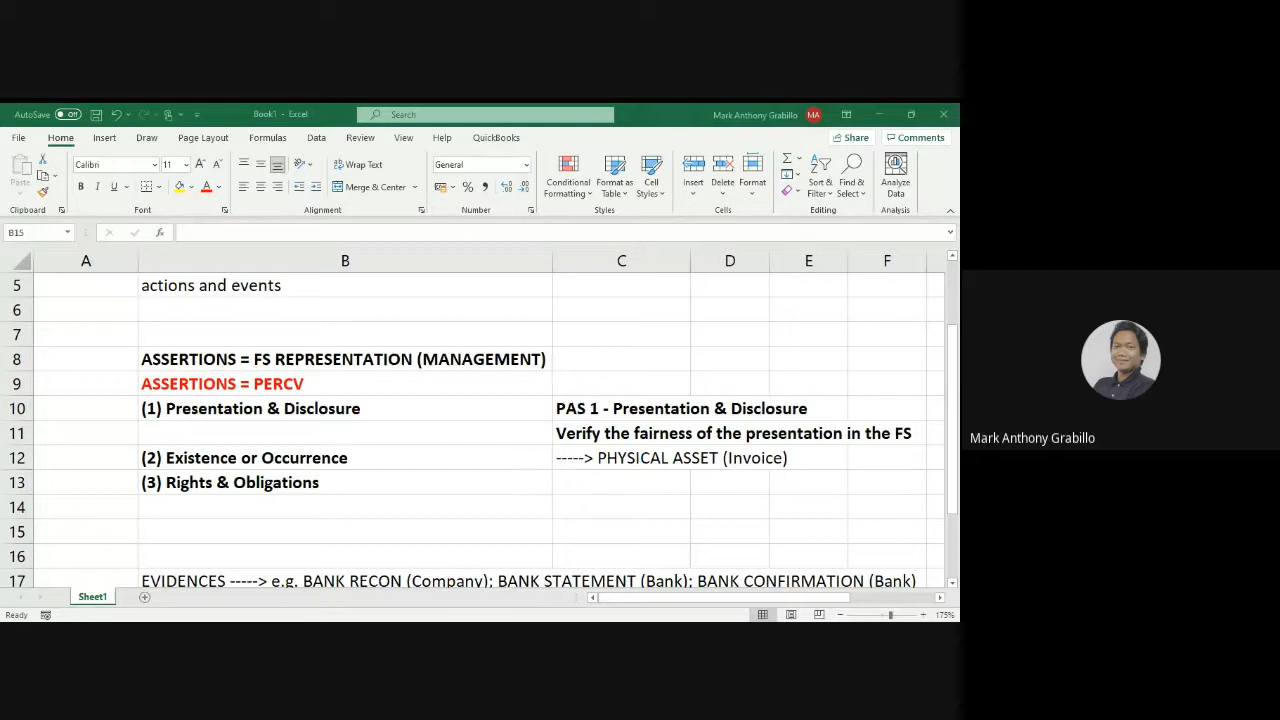 AutoSave Off Book1 - Excel Search Mark Anthony Grabillo MA
File Home Insert Draw Page Layout Formulas Data Review View Help QuickBooks Share Comments
Paste Calibri 11 A A Wrap Text General Conditional Formatting Format as Table Cell Styles Insert Delete Format Sort & Filter Find & Select Analyze Data
B I U A Merge & Center % ,
Clipboard Font Alignment Number Styles Cells Editing Analysis
B15 fx
A B C D E F
5 actions and events
6
7
8 ASSERTIONS = FS REPRESENTATION (MANAGEMENT)
9 ASSERTIONS = PERCV
10 (1) Presentation & Disclosure PAS 1 - Presentation & Disclosure
11 Verify the fairness of the presentation in the FS
12 (2) Existence or Occurrence -----> PHYSICAL ASSET (Invoice)
13 (3) Rights & Obligations
14
15
16
17 EVIDENCES -----> e.g. BANK RECON (Company); BANK STATEMENT (Bank); BANK CONFIRMATION (Bank)
Sheet1
Ready 175%
Mark Anthony Grabillo